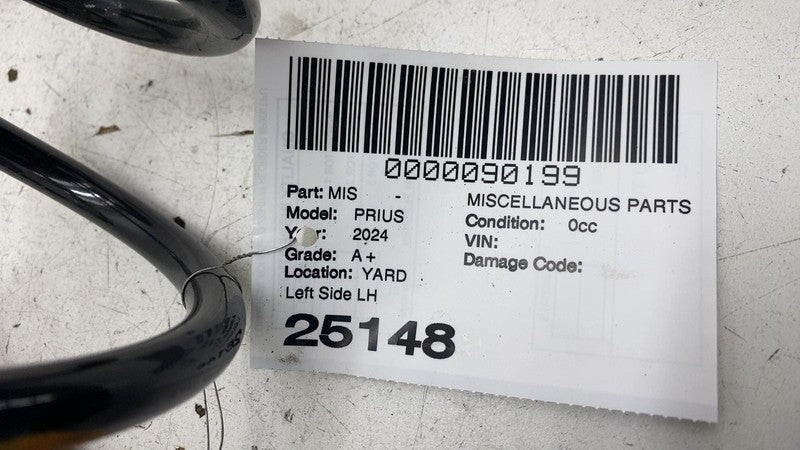 0000090199
Part: MIS -
MISCELLANEOUS PARTS
Model: PRIUS
Condition: 0cc
Year: 2024
VIN:
Grade: A+
Damage Code:
Location: YARD
Left Side LH
25148